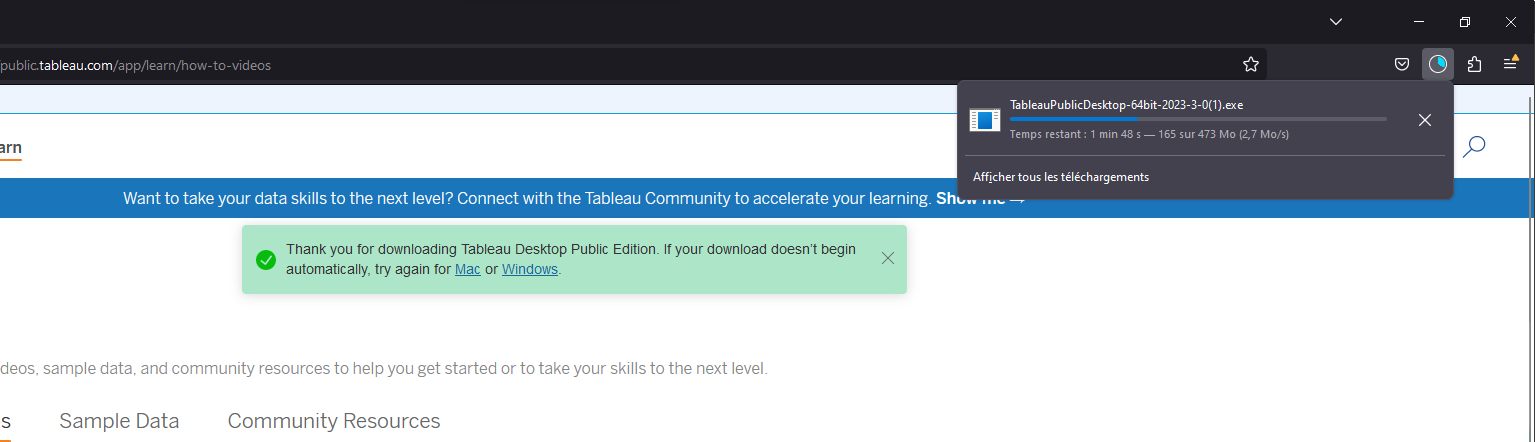 public.tableau.com/app/learn/how-to-videos
TableauPublicDesktop-64bit-2023-3-0(1).exe
Temps restant : 1 min 48 s — 165 sur 473 Mo (2,7 Mo/s)
Afficher tous les téléchargements
arn
Want to take your data skills to the next level? Connect with the Tableau Community to accelerate your learning. Show me →
Thank you for downloading Tableau Desktop Public Edition. If your download doesn't begin
automatically, try again for Mac or Windows.
deos, sample data, and community resources to help you get started or to take your skills to the next level.
s Sample Data Community Resources